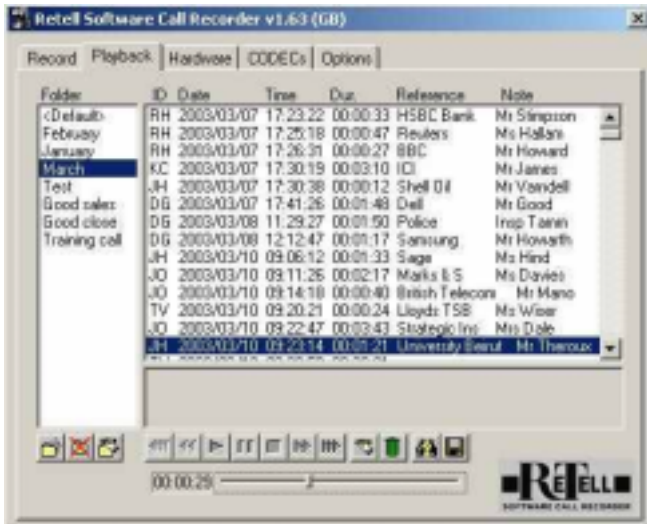 Retell Software Call Recorder v1.63 (GB)
Record Playback Hardware CODECs Options
Folder
<Default>
February
January
March
Test
Good sales
Good close
Training call
ID Date Time Dur. Reference Note
RH 2003/03/07 17:23:22 00:00:33 HSBC Bank Mr Stimpson
RH 2003/03/07 17:25:18 00:00:47 Reuters Ms Hallam
RH 2003/03/07 17:26:31 00:00:27 BBC Mr Howard
KC 2003/03/07 17:30:19 00:03:10 ICI Mr James
JH 2003/03/07 17:30:38 00:00:12 Shell Oil Mr Varndell
DG 2003/03/07 17:41:26 00:01:48 Dell Mr Good
DG 2003/03/08 11:29:27 00:01:50 Police Insp Tamm
DG 2003/03/08 12:12:47 00:01:17 Samsung Mr Howarth
JH 2003/03/10 09:06:12 00:01:33 Sage Ms Hind
JO 2003/03/10 09:11:26 00:02:17 Marks & S Ms Davies
JO 2003/03/10 09:14:18 00:00:40 British Telecom Mr Mano
TV 2003/03/10 09:20:21 00:00:24 Lloyds TSB Ms Wiser
JO 2003/03/10 09:22:47 00:03:43 Strategic Ins Mrs Dale
JH 2003/03/10 09:23:14 00:01:21 University Beirut Mr Theroux
00:00:29
RETELL
SOFTWARE CALL RECORDER